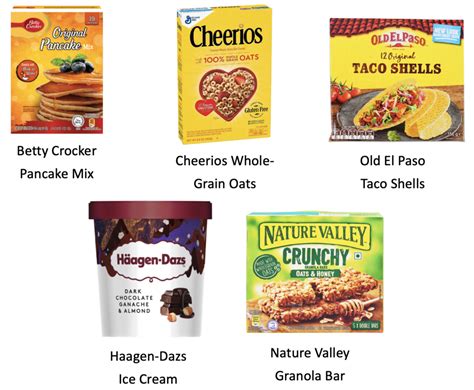 Betty Crocker
Original
Pancake
Mix
Cheerios
100% WHOLE
GRAIN OATS
Gluten Free
OLD EL PASO
12 Original
TACO SHELLS
Betty Crocker
Pancake Mix
Cheerios Whole-
Grain Oats
Old El Paso
Taco Shells
Häagen-Dazs
DARK
CHOCOLATE
GANACHE
& ALMOND
NATURE VALLEY
CRUNCHY
OATS & HONEY
Haagen-Dazs
Ice Cream
Nature Valley
Granola Bar